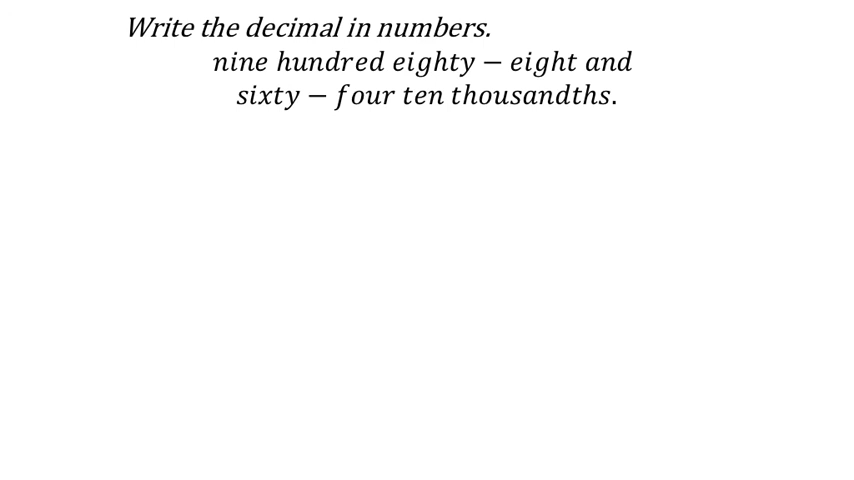 Write the decimal in numbers.
nine hundred eighty − eight and
sixty − four ten thousandths.